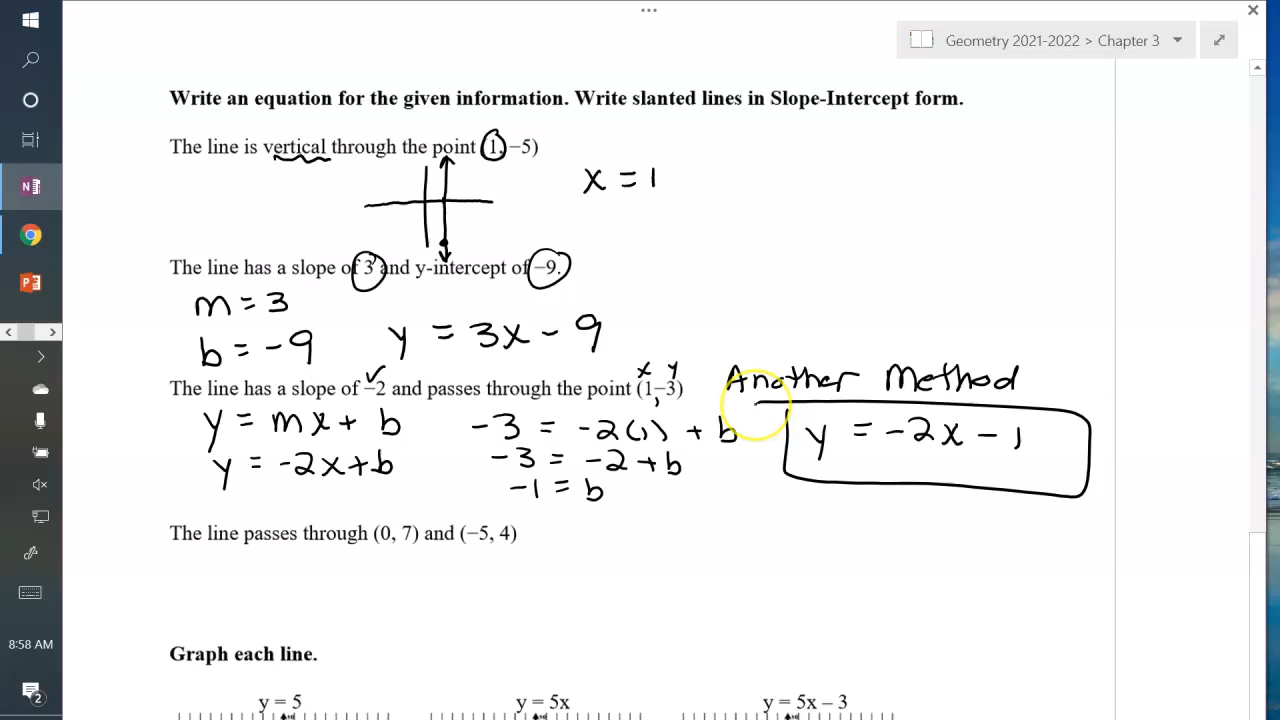 Geometry 2021-2022 > Chapter 3
Write an equation for the given information. Write slanted lines in Slope-Intercept form.
The line is vertical through the point (1, −5)
x = 1
The line has a slope of 3 and y-intercept of −9.
m = 3
b = -9
y = 3x - 9
x y
The line has a slope of −2 and passes through the point (1,−3)
Another Method
y = mx + b
-3 = -2(1) + b
y = -2x - 1
y = -2x+b
-3 = -2 + b
-1 = b
The line passes through (0, 7) and (−5, 4)
Graph each line.
y = 5
y = 5x
y = 5x – 3
8:58 AM
2